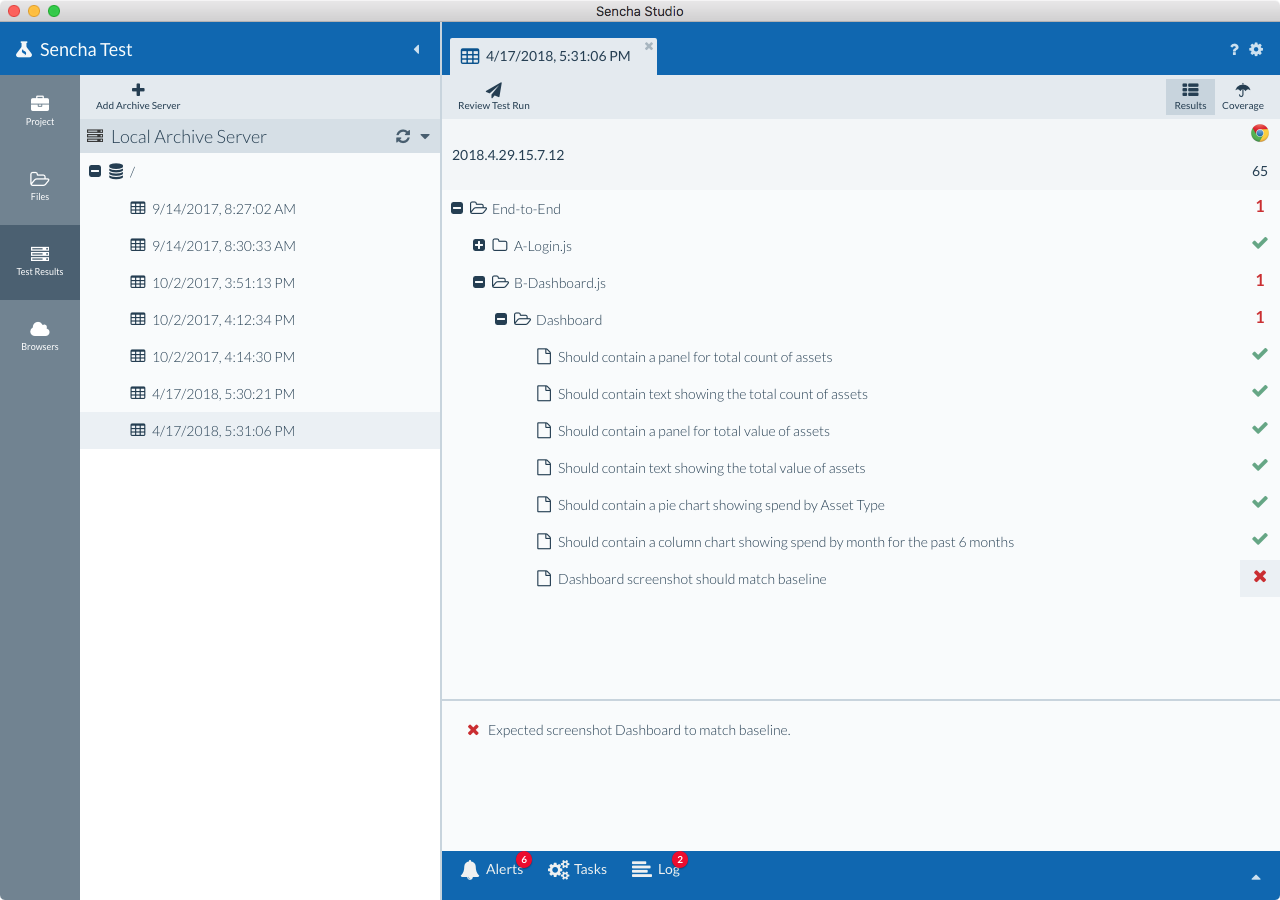 Sencha Studio
Sencha Test
4/17/2018, 5:31:06 PM
?
Project
Files
Test Results
Browsers
Add Archive Server
Local Archive Server
/
9/14/2017, 8:27:02 AM
9/14/2017, 8:30:33 AM
10/2/2017, 3:51:13 PM
10/2/2017, 4:12:34 PM
10/2/2017, 4:14:30 PM
4/17/2018, 5:30:21 PM
4/17/2018, 5:31:06 PM
Review Test Run
Results
Coverage
2018.4.29.15.7.12
65
End-to-End 1
A-Login.js
B-Dashboard.js 1
Dashboard 1
Should contain a panel for total count of assets
Should contain text showing the total count of assets
Should contain a panel for total value of assets
Should contain text showing the total value of assets
Should contain a pie chart showing spend by Asset Type
Should contain a column chart showing spend by month for the past 6 months
Dashboard screenshot should match baseline
Expected screenshot Dashboard to match baseline.
Alerts 6
Tasks
Log 2